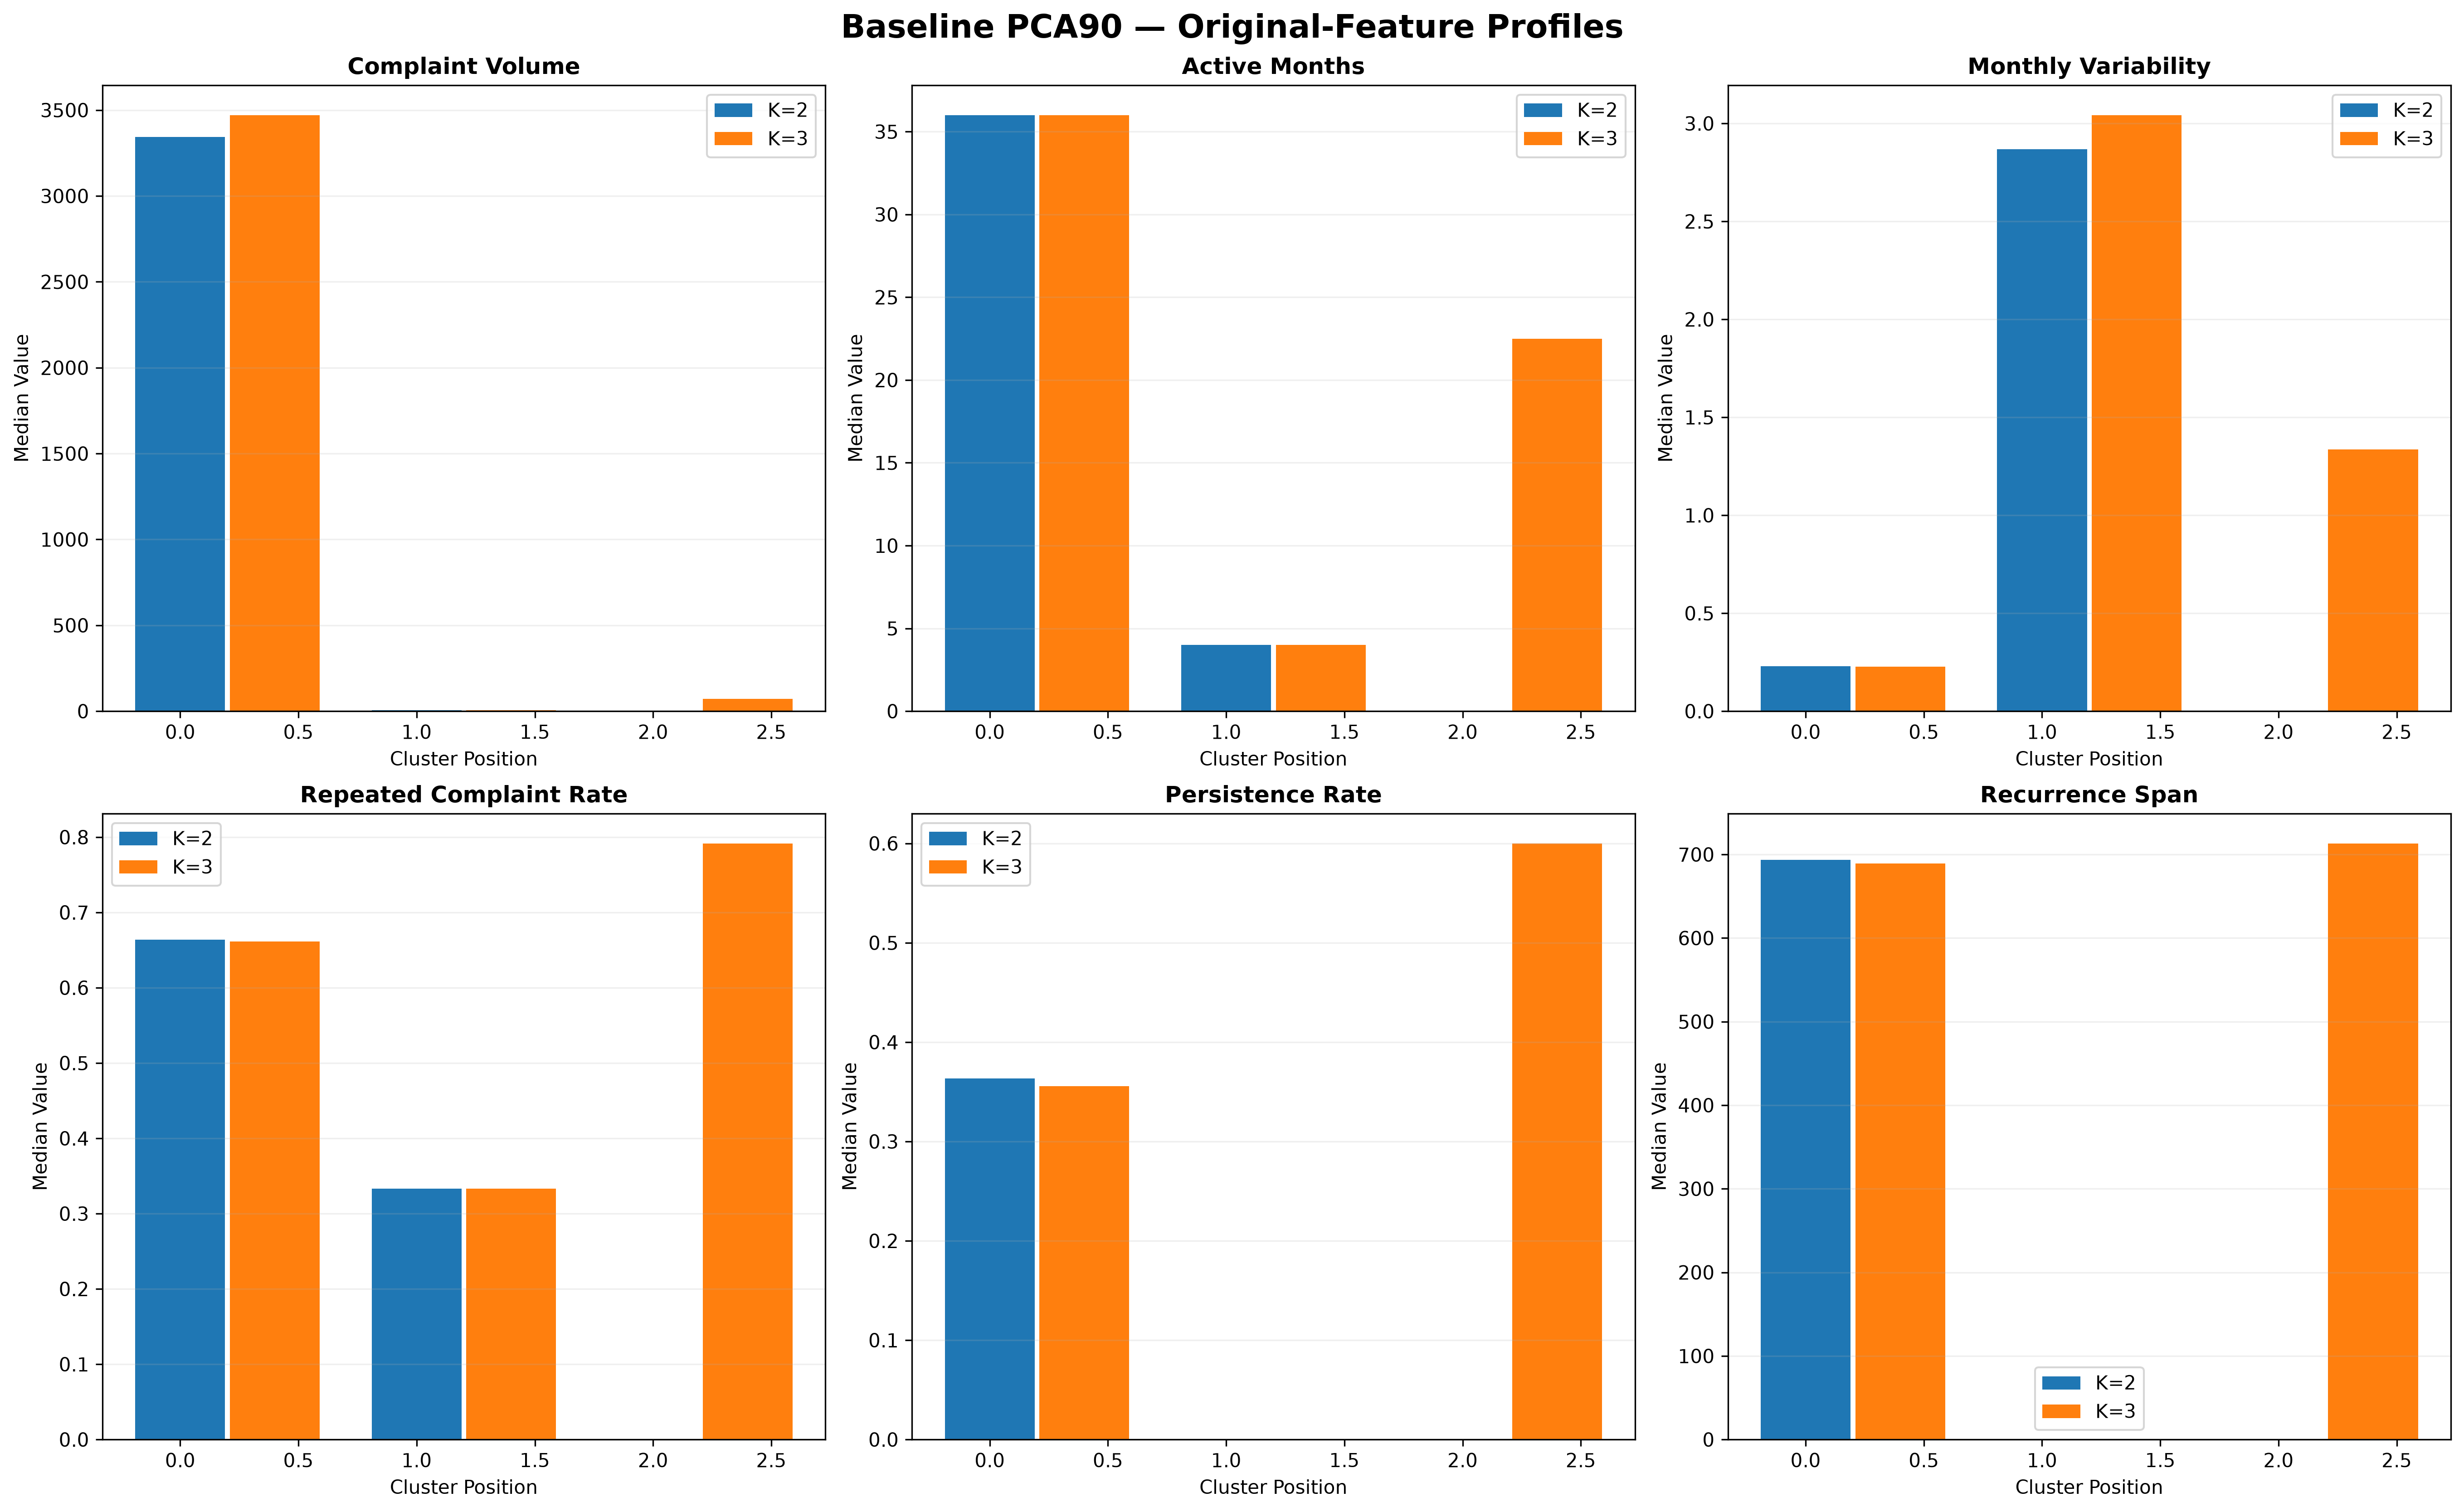 Baseline PCA90 — Original-Feature Profiles
Complaint Volume
Median Value
3500
3000
2500
2000
1500
1000
500
0
K=2
K=3
0.0 0.5 1.0 1.5 2.0 2.5
Cluster Position
Active Months
Median Value
35
30
25
20
15
10
5
0
K=2
K=3
0.0 0.5 1.0 1.5 2.0 2.5
Cluster Position
Monthly Variability
Median Value
3.0
2.5
2.0
1.5
1.0
0.5
0.0
K=2
K=3
0.0 0.5 1.0 1.5 2.0 2.5
Cluster Position
Repeated Complaint Rate
Median Value
0.8
0.7
0.6
0.5
0.4
0.3
0.2
0.1
0.0
K=2
K=3
0.0 0.5 1.0 1.5 2.0 2.5
Cluster Position
Persistence Rate
Median Value
0.6
0.5
0.4
0.3
0.2
0.1
0.0
K=2
K=3
0.0 0.5 1.0 1.5 2.0 2.5
Cluster Position
Recurrence Span
Median Value
700
600
500
400
300
200
100
0
K=2
K=3
0.0 0.5 1.0 1.5 2.0 2.5
Cluster Position